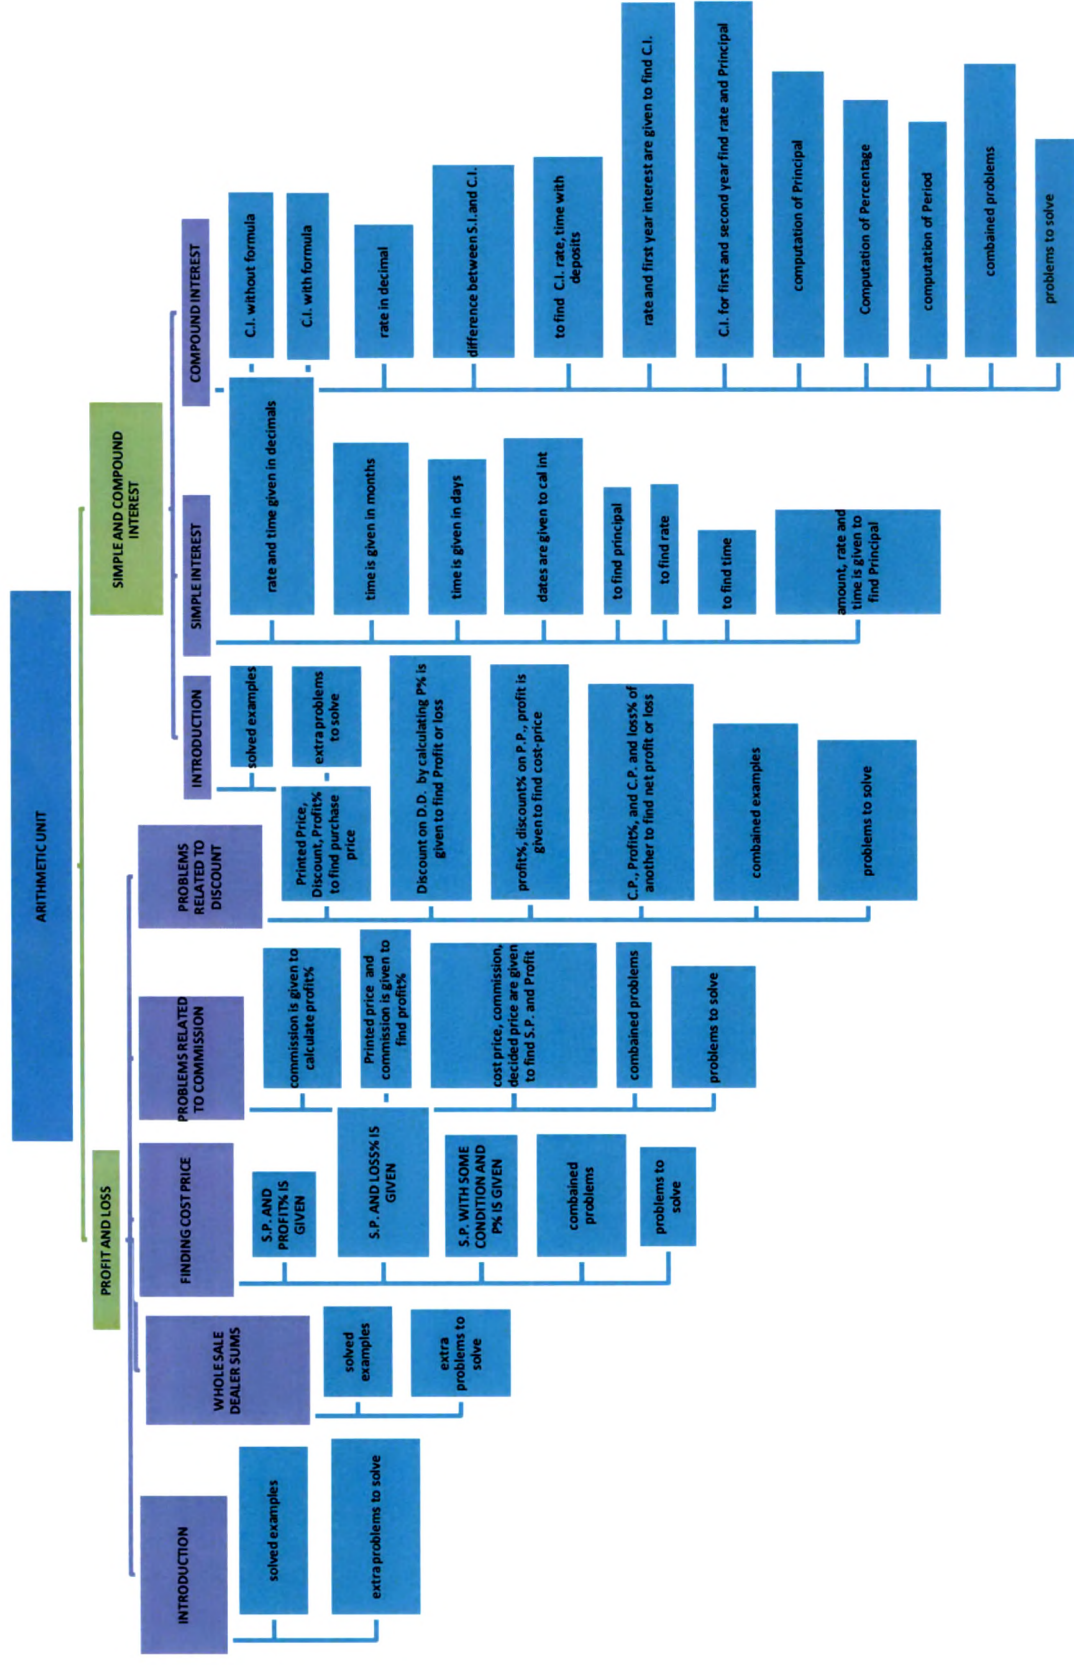 ARITHMETIC UNIT
PROFIT AND LOSS
INTRODUCTION
solved examples
extra problems to solve
WHOLE SALE
DEALER SUMS
solved
examples
extra
problems to
solve
FINDING COST PRICE
S.P. AND
PROFIT% IS
GIVEN
S.P. AND LOSS% IS
GIVEN
S.P. WITH SOME
CONDITION AND
P% IS GIVEN
combained
problems
problems to
solve
PROBLEMS RELATED
TO COMMISSION
commission is given to
calculate profit%
Printed price and
commission is given to
find profit%
cost price, commission,
decided price are given
to find S.P. and Profit
combained problems
problems to solve
PROBLEMS
RELATED TO
DISCOUNT
Printed Price,
Discount, Profit%
to find purchase
price
Discount on D.D. by calculating P% is
given to find Profit or loss
profit%, discount% on P.P., profit is
given to find cost-price
C.P., Profit%, and C.P. and loss% of
another to find net profit or loss
combained examples
problems to solve
SIMPLE AND COMPOUND
INTEREST
INTRODUCTION
solved examples
extra problems
to solve
SIMPLE INTEREST
rate and time given in decimals
time is given in months
time is given in days
dates are given to cal int
to find principal
to find rate
to find time
amount, rate and
time is given to
find Principal
COMPOUND INTEREST
C.I. without formula
C.I. with formula
rate in decimal
difference between S.I.and C.I.
to find C.I. rate, time with
deposits
rate and first year interest are given to find C.I.
C.I. for first and second year find rate and Principal
computation of Principal
Computation of Percentage
computation of Period
combained problems
problems to solve